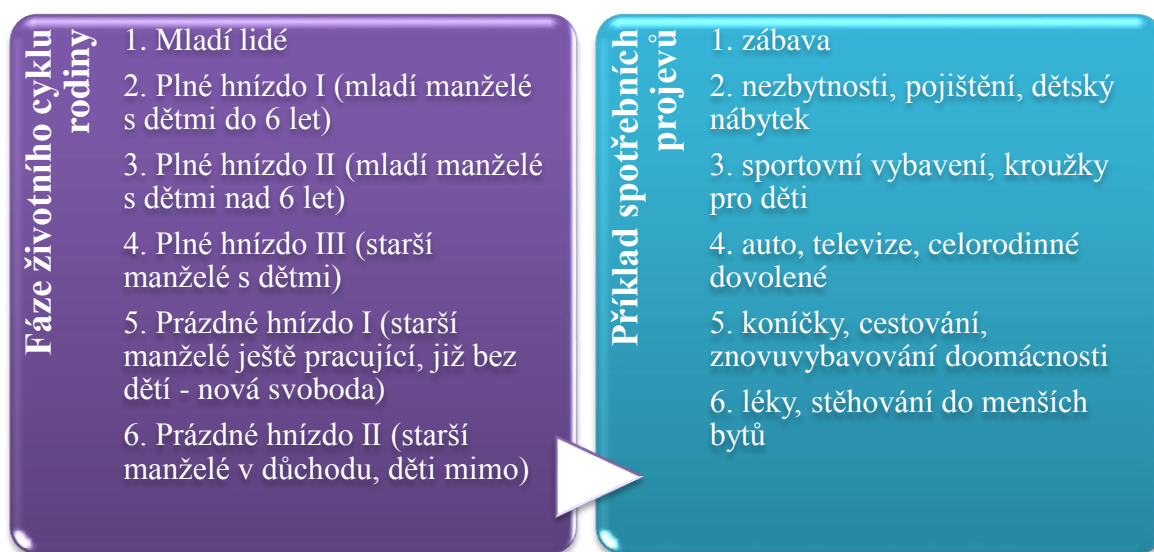 Fáze životního cyklu
rodiny
1. Mladí lidé
2. Plné hnízdo I (mladí manželé
s dětmi do 6 let)
3. Plné hnízdo II (mladí manželé
s dětmi nad 6 let)
4. Plné hnízdo III (starší
manželé s dětmi)
5. Prázdné hnízdo I (starší
manželé ještě pracující, již bez
dětí - nová svoboda)
6. Prázdné hnízdo II (starší
manželé v důchodu, děti mimo)
Příklad spotřebních
projevů
1. zábava
2. nezbytnosti, pojištění, dětský
nábytek
3. sportovní vybavení, kroužky
pro děti
4. auto, televize, celorodinné
dovolené
5. koníčky, cestování,
znovuvybavování doomácnosti
6. léky, stěhování do menších
bytů